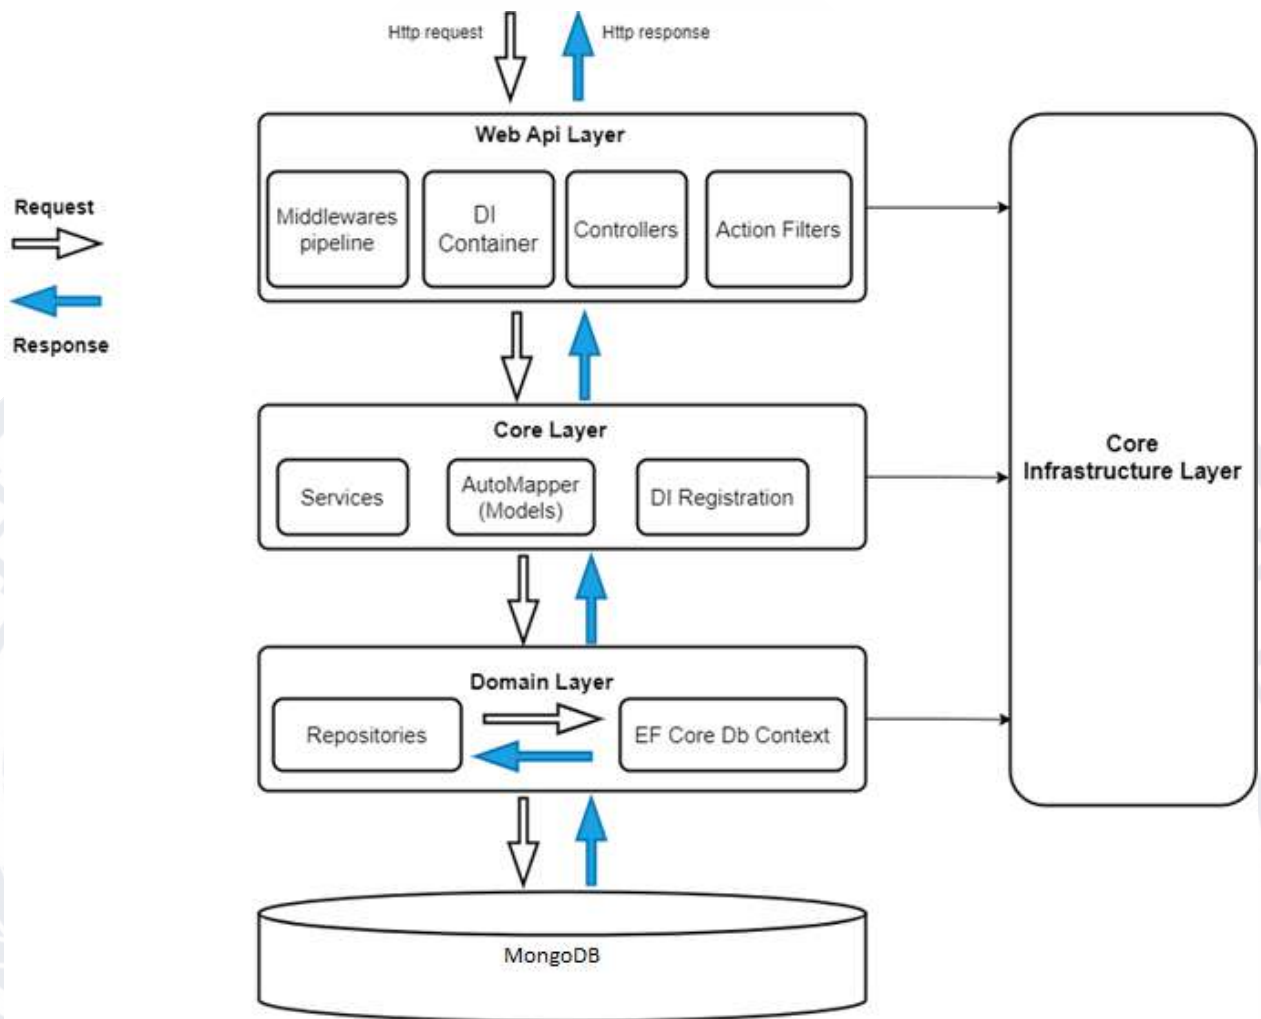 Http request
Http response
Web Api Layer
Middlewares
pipeline
DI
Container
Controllers
Action Filters
Request
Response
Core Layer
Services
AutoMapper
(Models)
DI Registration
Core
Infrastructure Layer
Domain Layer
Repositories
EF Core Db Context
MongoDB